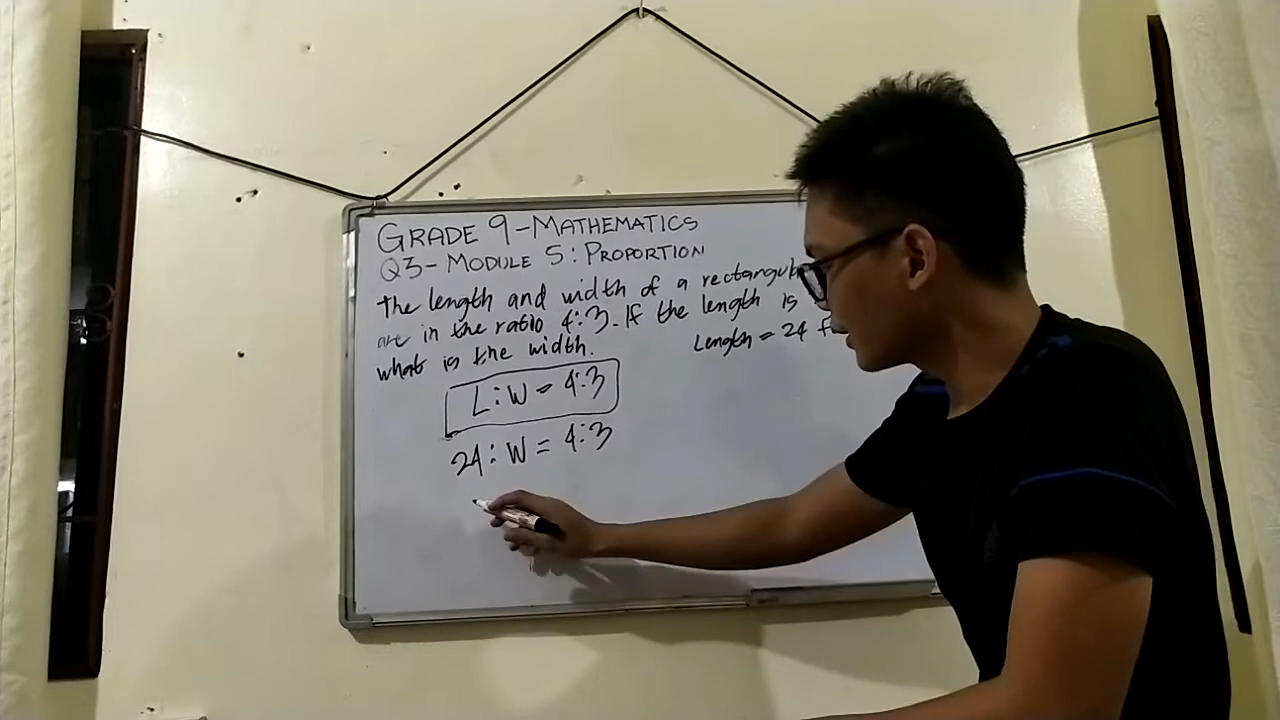 GRADE 9-MATHEMATICS
Q3- MODULE 5: PROPORTION
The length and width of a
are in the ratio 4:3. If the length is
what is the width.
Length = 24
L:W = 4:3
24: W = 4:3